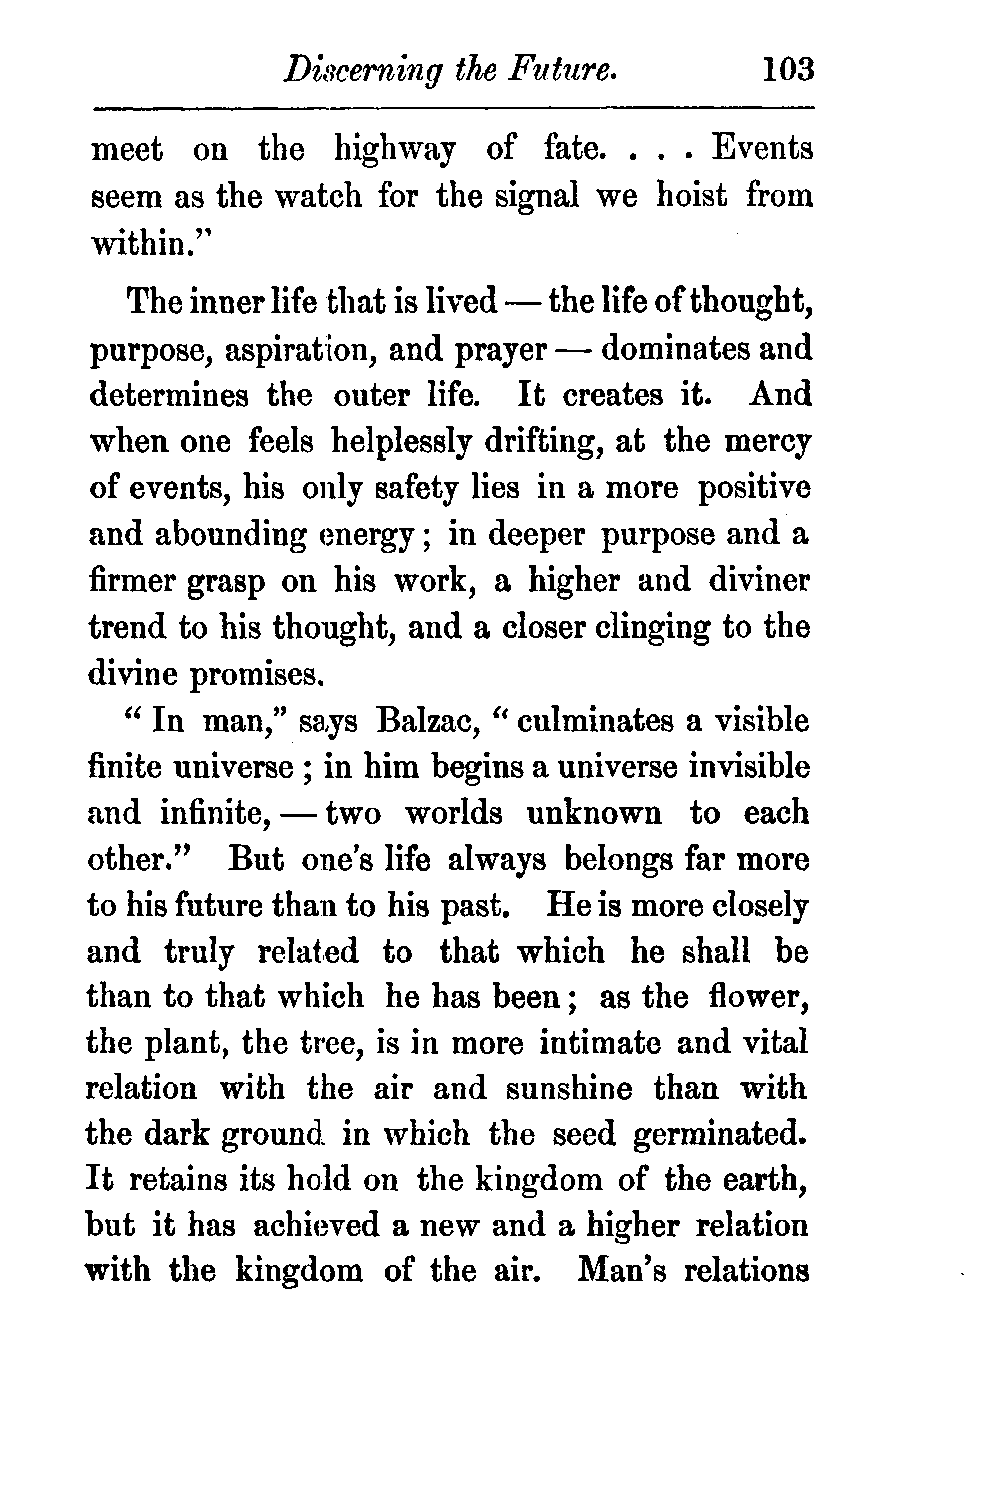 Discerning the Future. 103
meet on the highway of fate. . . . Events
seem as the watch for the signal we hoist from
within."
The inner life that is lived — the life of thought,
purpose, aspiration, and prayer — dominates and
determines the outer life. It creates it. And
when one feels helplessly drifting, at the mercy
of events, his only safety lies in a more positive
and abounding energy; in deeper purpose and a
firmer grasp on his work, a higher and diviner
trend to his thought, and a closer clinging to the
divine promises.
"In man," says Balzac, "culminates a visible
finite universe; in him begins a universe invisible
and infinite, — two worlds unknown to each
other." But one's life always belongs far more
to his future than to his past. He is more closely
and truly related to that which he shall be
than to that which he has been; as the flower,
the plant, the tree, is in more intimate and vital
relation with the air and sunshine than with
the dark ground in which the seed germinated.
It retains its hold on the kingdom of the earth,
but it has achieved a new and a higher relation
with the kingdom of the air. Man's relations